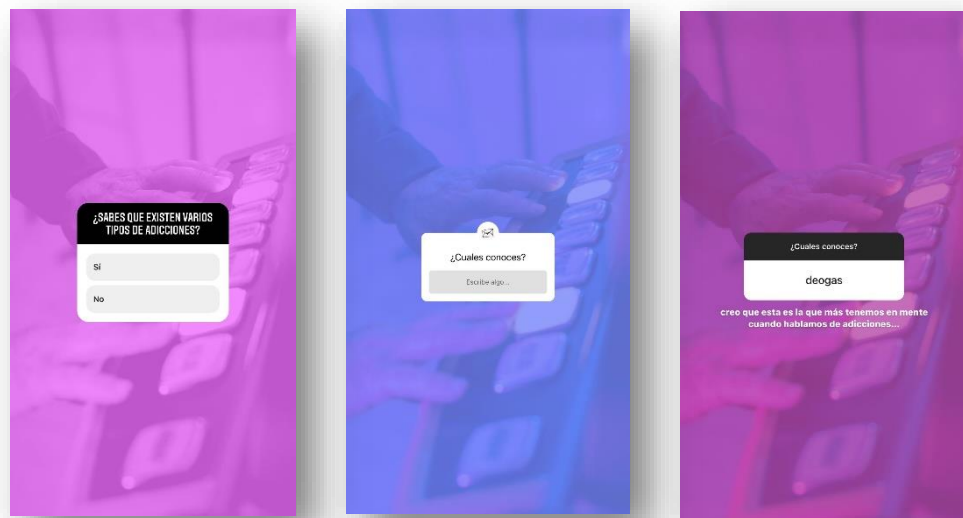 ¿SABES QUE EXISTEN VARIOS
TIPOS DE ADICCIONES?
Sí
No
¿Cuales conoces?
Escribe algo...
¿Cuales conoces?
deogas
creo que esta es la que más tenemos en mente
cuando hablamos de adicciones...